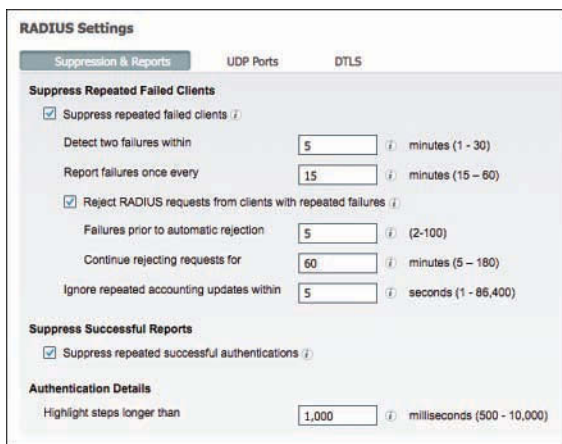 RADIUS Settings
Suppression & Reports UDP Ports DTLS
Suppress Repeated Failed Clients
Suppress repeated failed clients i
Detect two failures within 5 i minutes (1 - 30)
Report failures once every 15 i minutes (15 – 60)
Reject RADIUS requests from clients with repeated failures i
Failures prior to automatic rejection 5 i (2-100)
Continue rejecting requests for 60 i minutes (5 – 180)
Ignore repeated accounting updates within 5 i seconds (1 - 86,400)
Suppress Successful Reports
Suppress repeated successful authentications i
Authentication Details
Highlight steps longer than 1,000 i milliseconds (500 - 10,000)